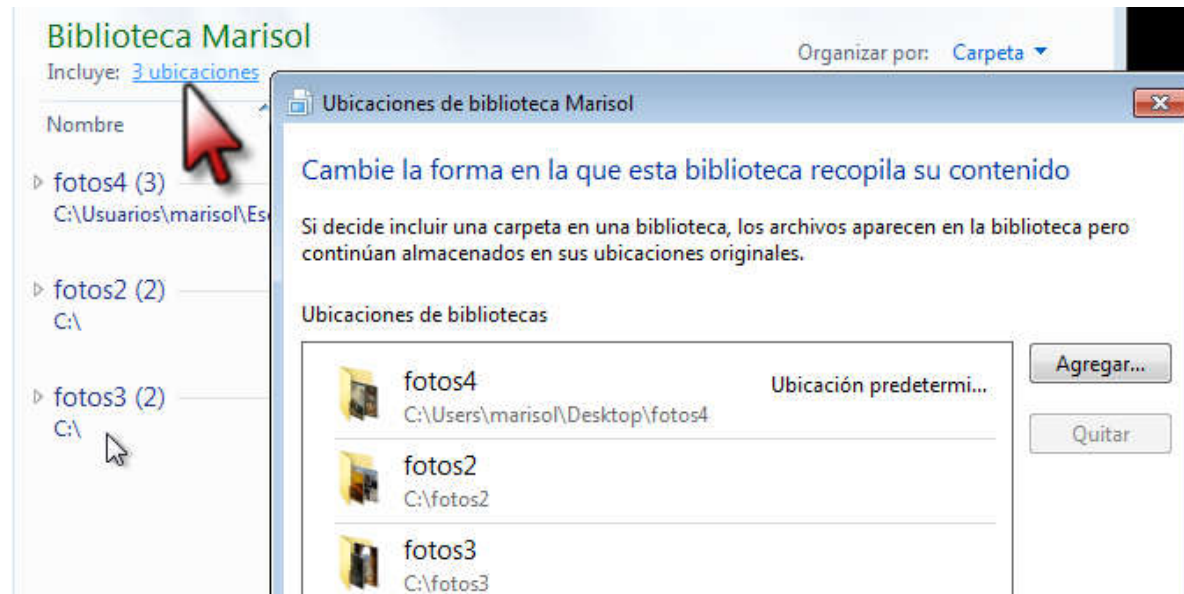 Biblioteca Marisol
Incluye: 3 ubicaciones
Organizar por: Carpeta
Nombre
fotos4 (3)
C:\Usuarios\marisol\Es
fotos2 (2)
C:\
fotos3 (2)
C:\
Ubicaciones de biblioteca Marisol
Cambie la forma en la que esta biblioteca recopila su contenido
Si decide incluir una carpeta en una biblioteca, los archivos aparecen en la biblioteca pero
continúan almacenados en sus ubicaciones originales.
Ubicaciones de bibliotecas
fotos4
Ubicación predetermi...
C:\Users\marisol\Desktop\fotos4
fotos2
C:\fotos2
fotos3
C:\fotos3
Agregar...
Quitar